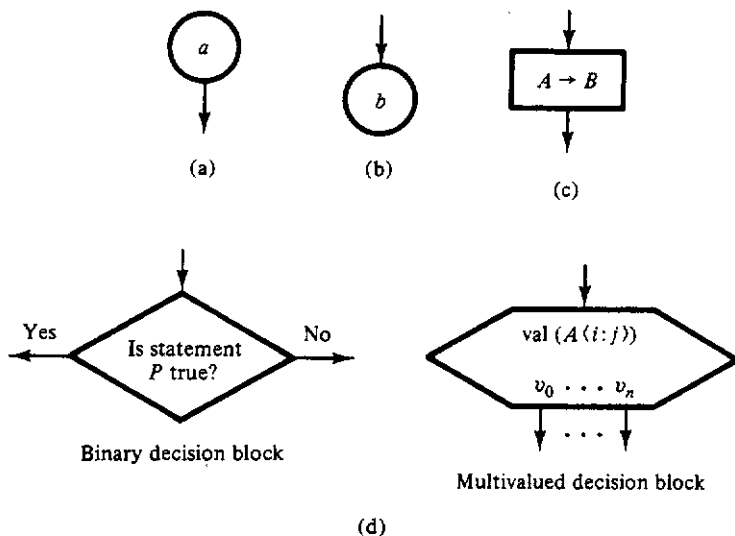 a
b
A → B
(a)
(b)
(c)
Yes
No
Is statement
P true?
Binary decision block
val (A⟨i:j⟩)
v₀ · · · vₙ
· · ·
Multivalued decision block
(d)